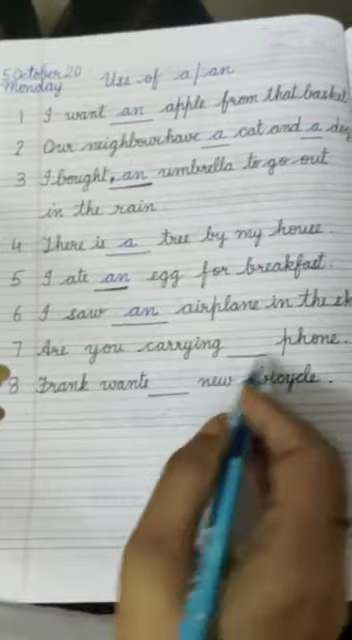 5 October 20 Use of a/an
Monday
1 I want an apple from that basket
2 Our neighbour have a cat and a dog
3 I bought an umbrella to go out
in the rain
4 There is a tree by my house.
5 I ate an egg for breakfast.
6 I saw an airplane in the
7 Are you carrying ___ phone.
8 Frank wants ___ new bicycle.